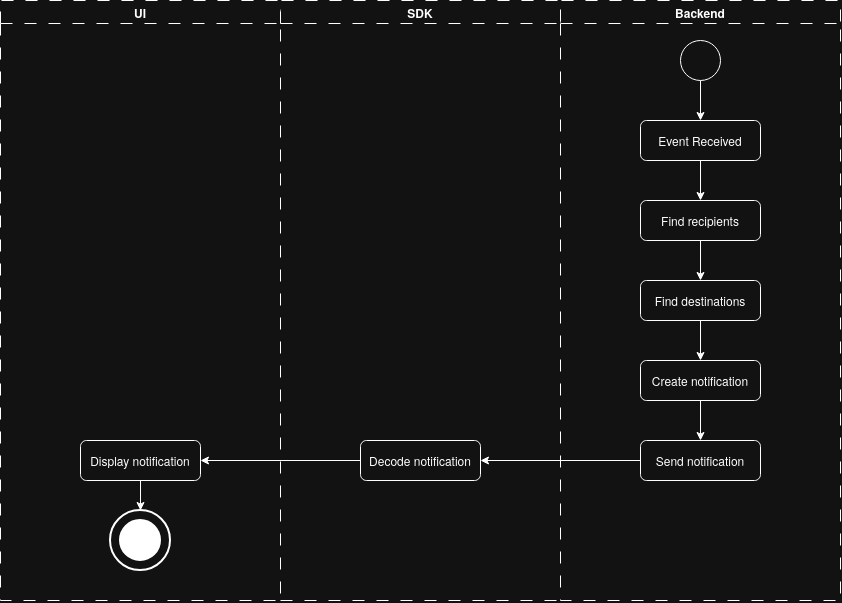 UI
SDK
Backend
Event Received
Find recipients
Find destinations
Create notification
Display notification
Decode notification
Send notification